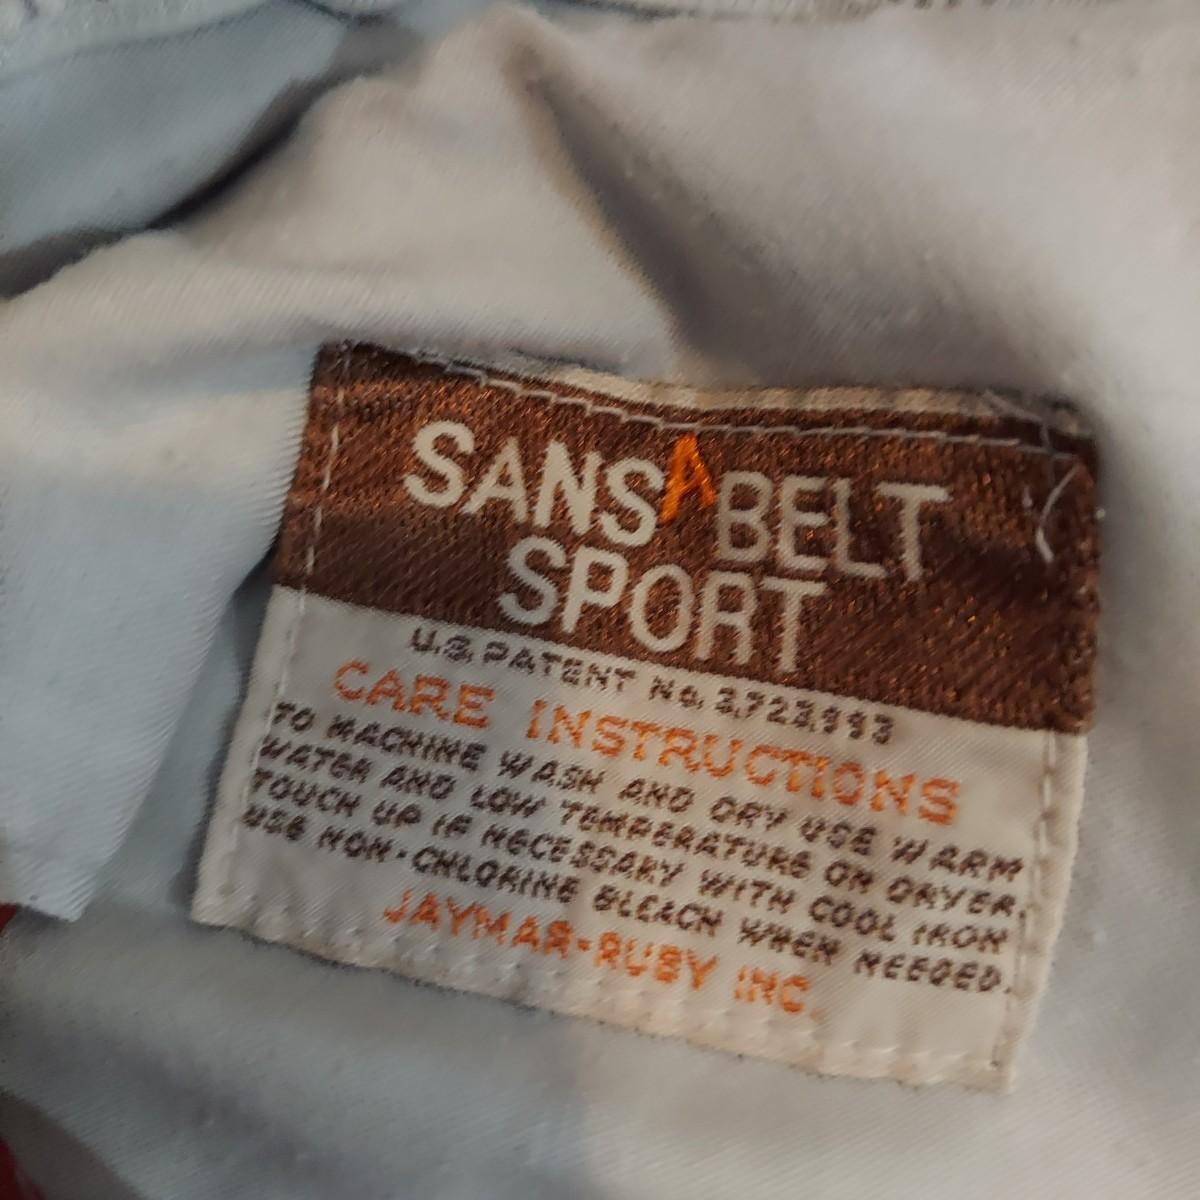 SANSABELT
SPORT
U.S. PATENT No. 3,723,993
CARE INSTRUCTIONS
TO MACHINE WASH AND DRY USE WARM
WATER AND LOW TEMPERATURE ON DRYER.
TOUCH UP IF NECESSARY WITH COOL IRON
USE NON-CHLORINE BLEACH WHEN NEEDED.
JAYMAR-RUBY INC.